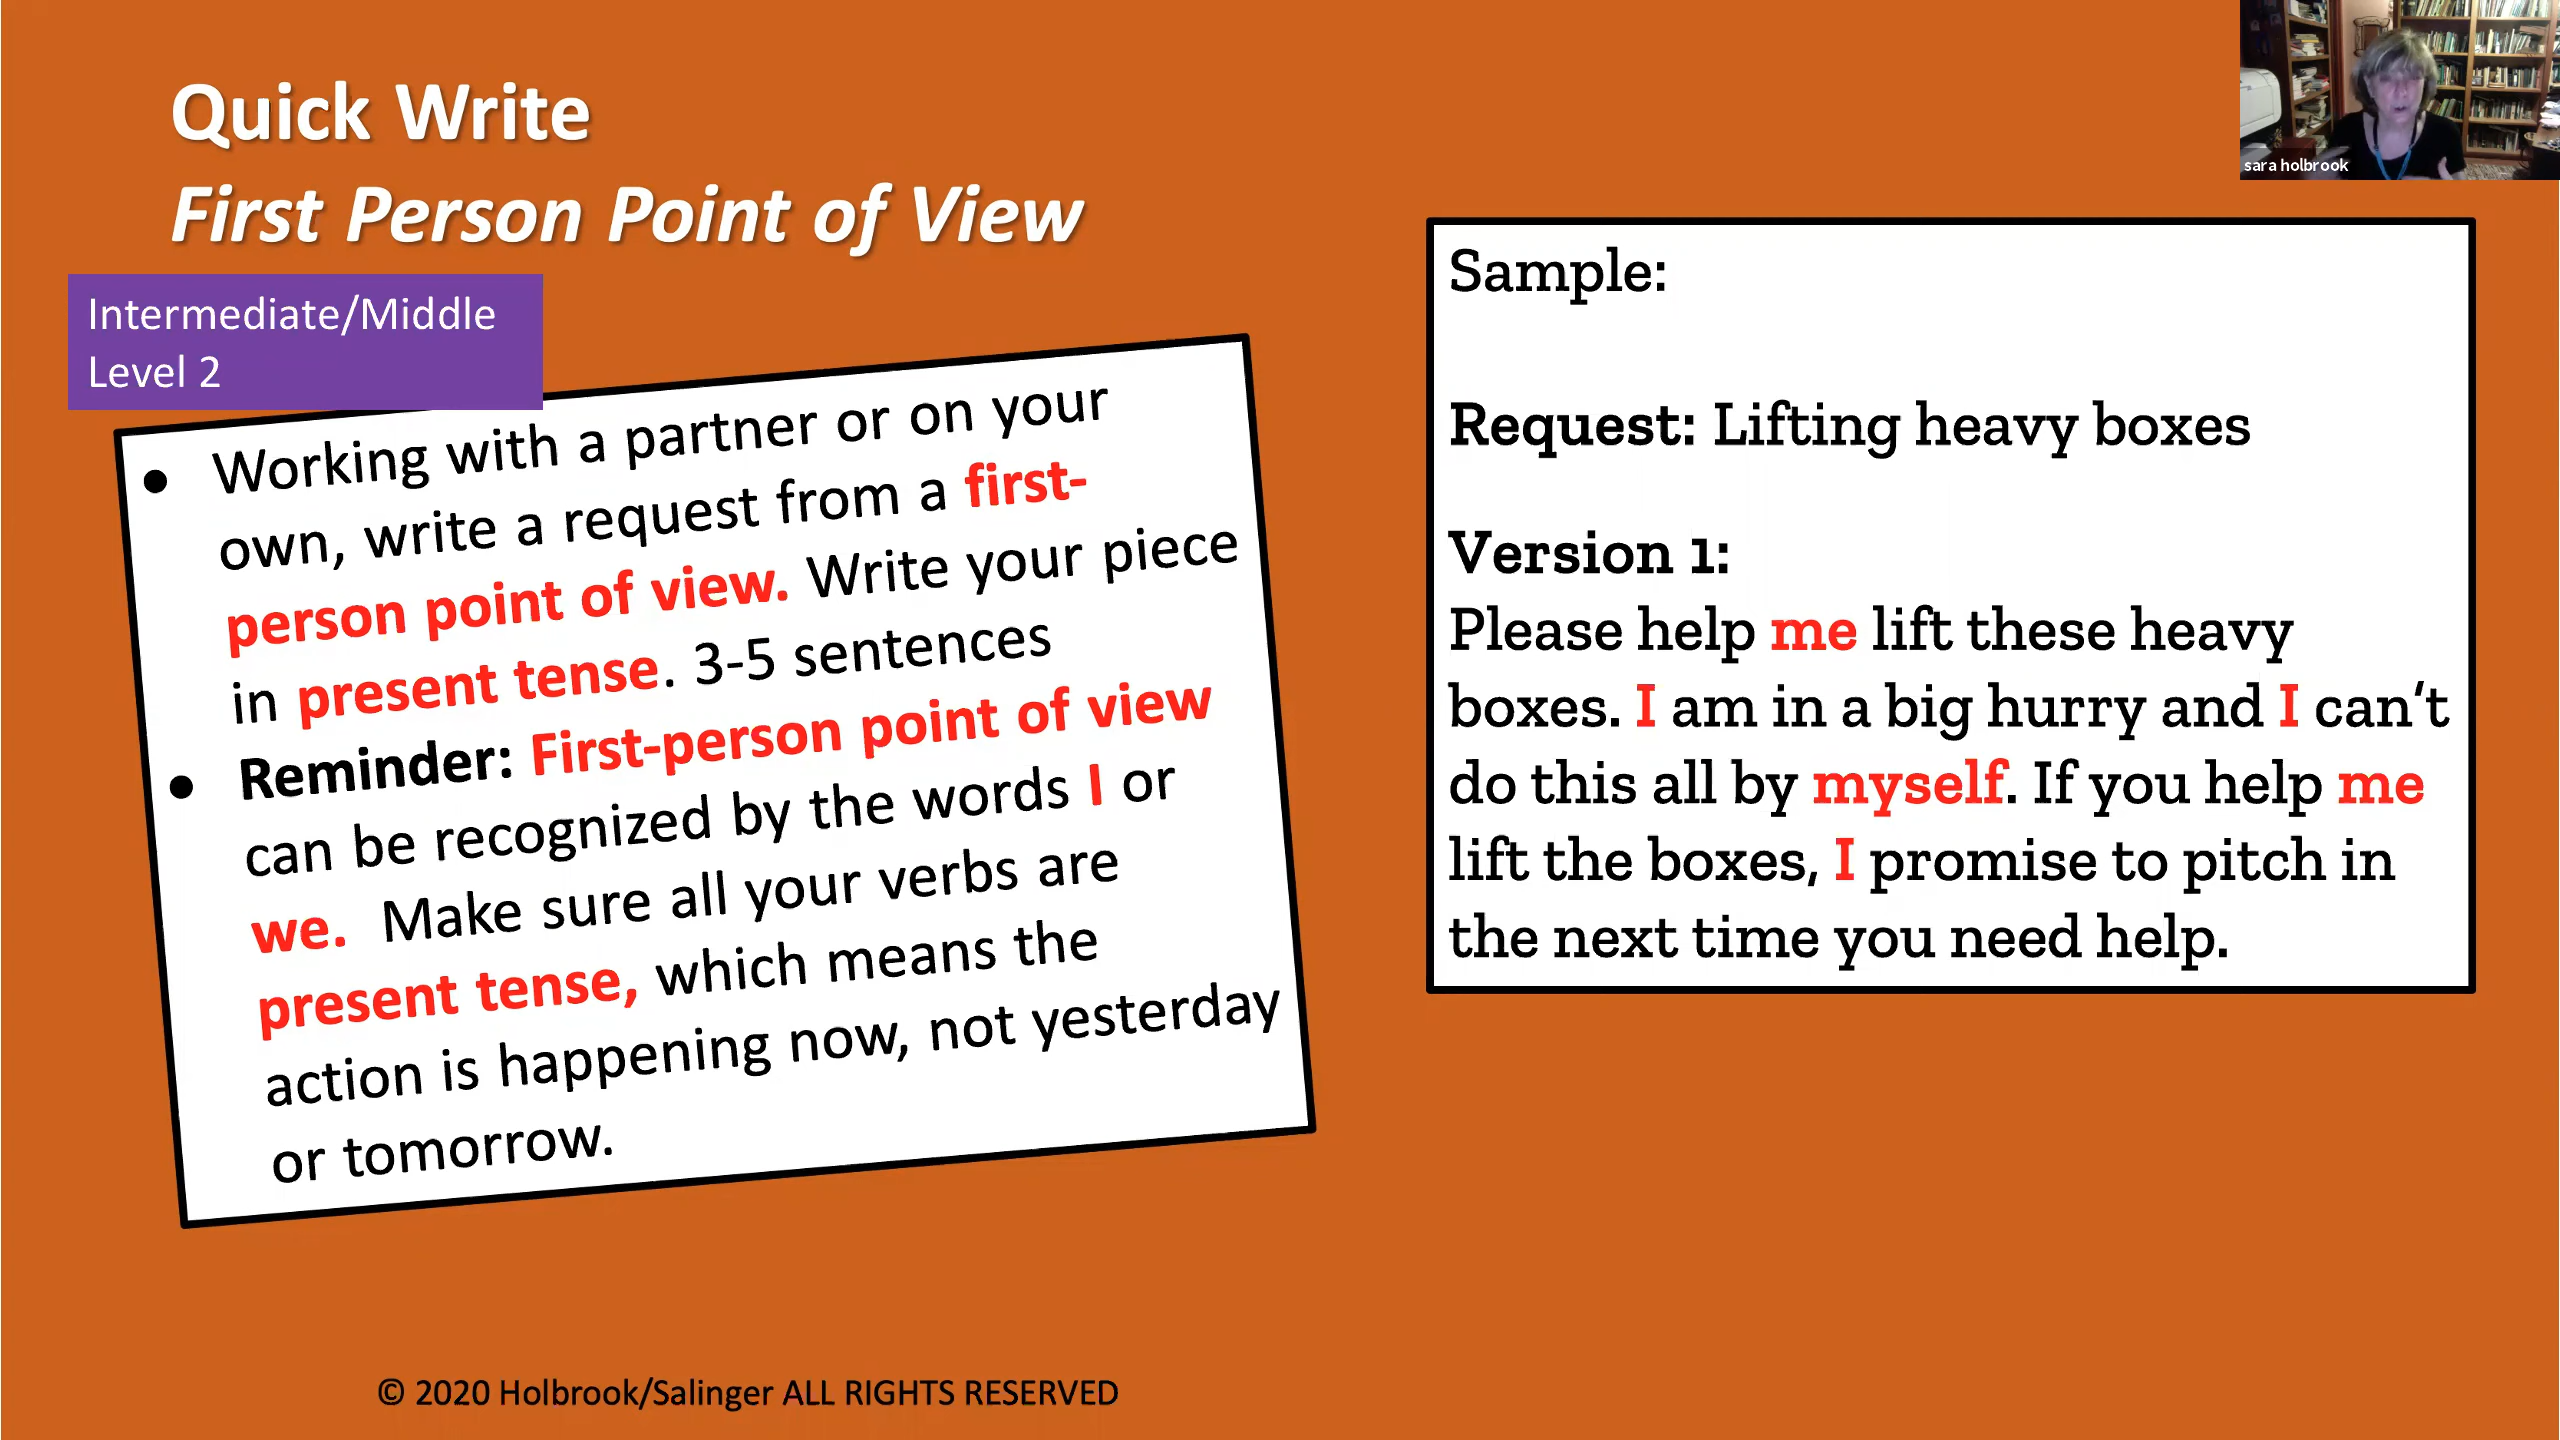 Quick Write
First Person Point of View
Intermediate/Middle
Level 2
● Working with a partner or on your
own, write a request from a first-
person point of view. Write your piece
in present tense. 3-5 sentences
● Reminder: First-person point of view
can be recognized by the words I or
we.  Make sure all your verbs are
present tense, which means the
action is happening now, not yesterday
or tomorrow.
sara holbrook
Sample:
Request: Lifting heavy boxes
Version 1:
Please help me lift these heavy
boxes. I am in a big hurry and I can‘t
do this all by myself. If you help me
lift the boxes, I promise to pitch in
the next time you need help.
© 2020 Holbrook/Salinger ALL RIGHTS RESERVED